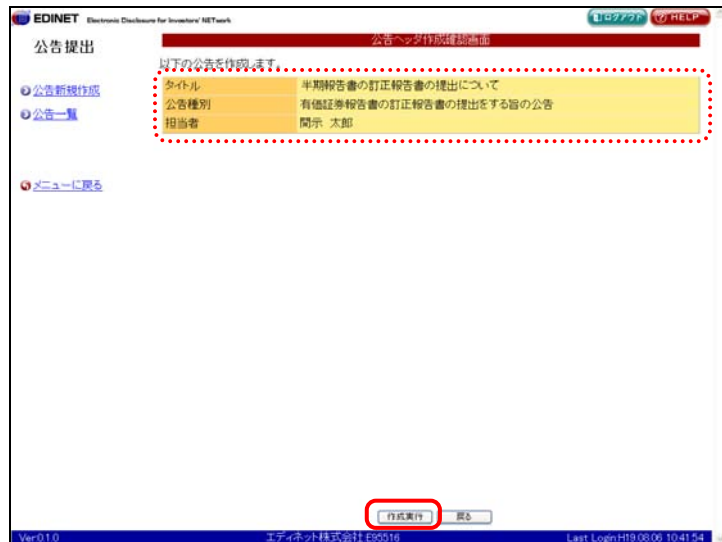 EDINET Electronic Disclosure for Investors' NETwork
ログアウト HELP
公告提出
公告ヘッダ作成確認画面
以下の公告を作成します。
タイトル 半期報告書の訂正報告書の提出について
公告種別 有価証券報告書の訂正報告書の提出をする旨の公告
担当者 開示 太郎
公告新規作成
公告一覧
メニューに戻る
作成実行 戻る
Ver0.1.0 エディネット株式会社 E95516 Last Login H19.08.06 10:41:54